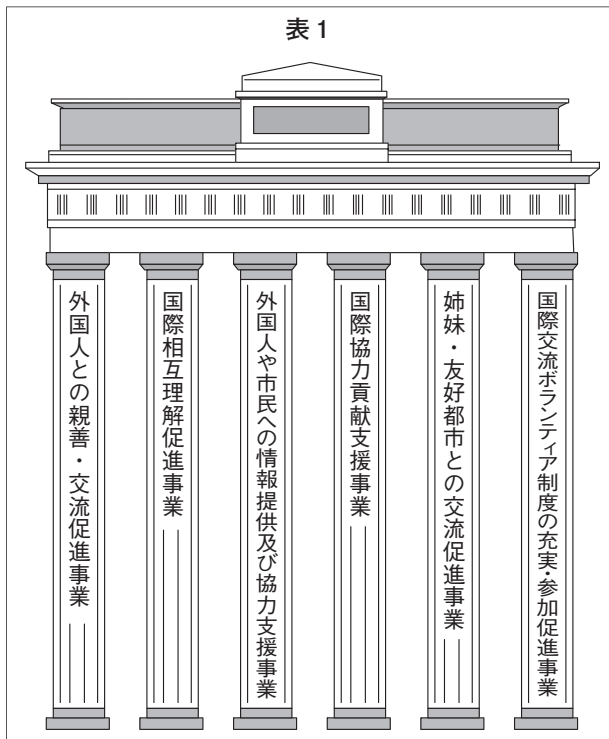 表1
国際交流ボランティア制度の充実・参加促進事業
姉妹・友好都市との交流促進事業
国際協力貢献支援事業
外国人や市民への情報提供及び協力支援事業
国際相互理解促進事業
外国人との親善・交流促進事業